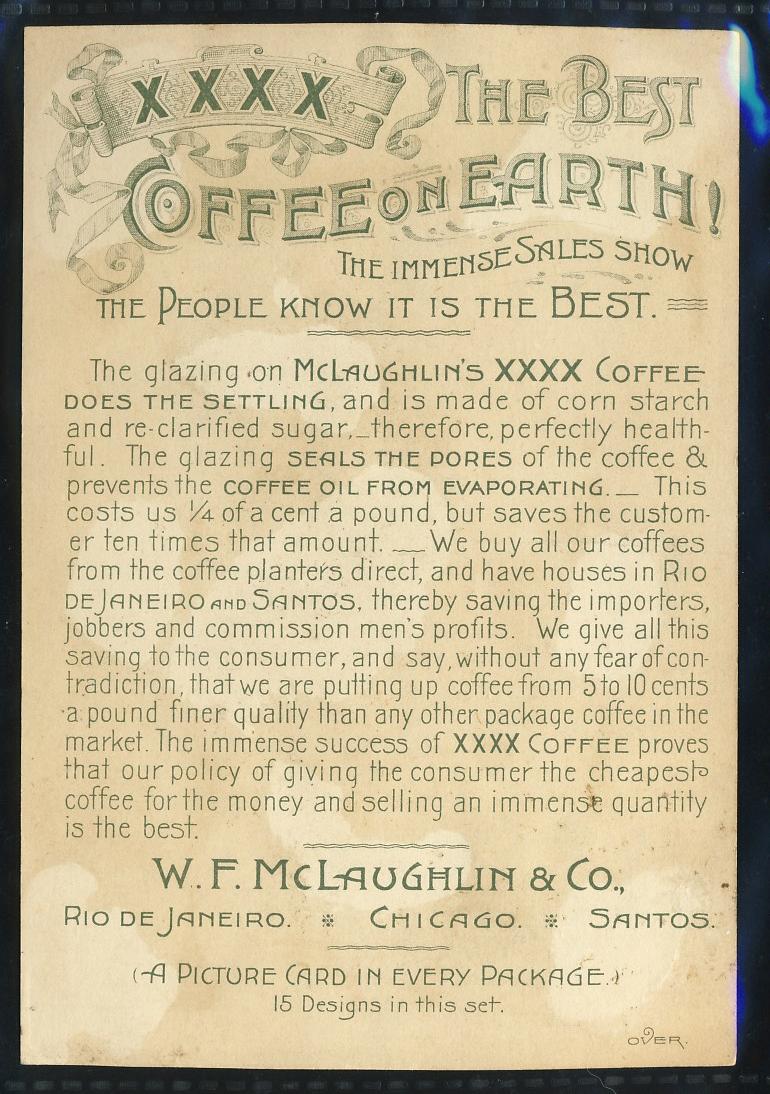 XXXX THE BEST
COFFEE ON EARTH!
THE IMMENSE SALES SHOW
THE PEOPLE KNOW IT IS THE BEST.
The glazing on McLAUGHLIN'S XXXX COFFEE
DOES THE SETTLING, and is made of corn starch
and re-clarified sugar,_therefore, perfectly health-
ful. The glazing SEALS THE PORES of the coffee &
prevents the COFFEE OIL FROM EVAPORATING. _ This
costs us ¼ of a cent a pound, but saves the custom-
er ten times that amount. __ We buy all our coffees
from the coffee planters direct, and have houses in RIO
DE JANEIRO AND SANTOS, thereby saving the importers,
jobbers and commission men's profits. We give all this
saving to the consumer, and say, without any fear of con-
tradiction, that we are putting up coffee from 5 to 10 cents
a pound finer quality than any other package coffee in the
market. The immense success of XXXX COFFEE proves
that our policy of giving the consumer the cheapest
coffee for the money and selling an immense quantity
is the best.
W. F. McLAUGHLIN & CO.,
RIO DE JANEIRO. CHICAGO. SANTOS.
(A PICTURE CARD IN EVERY PACKAGE.)
15 Designs in this set.
OVER.